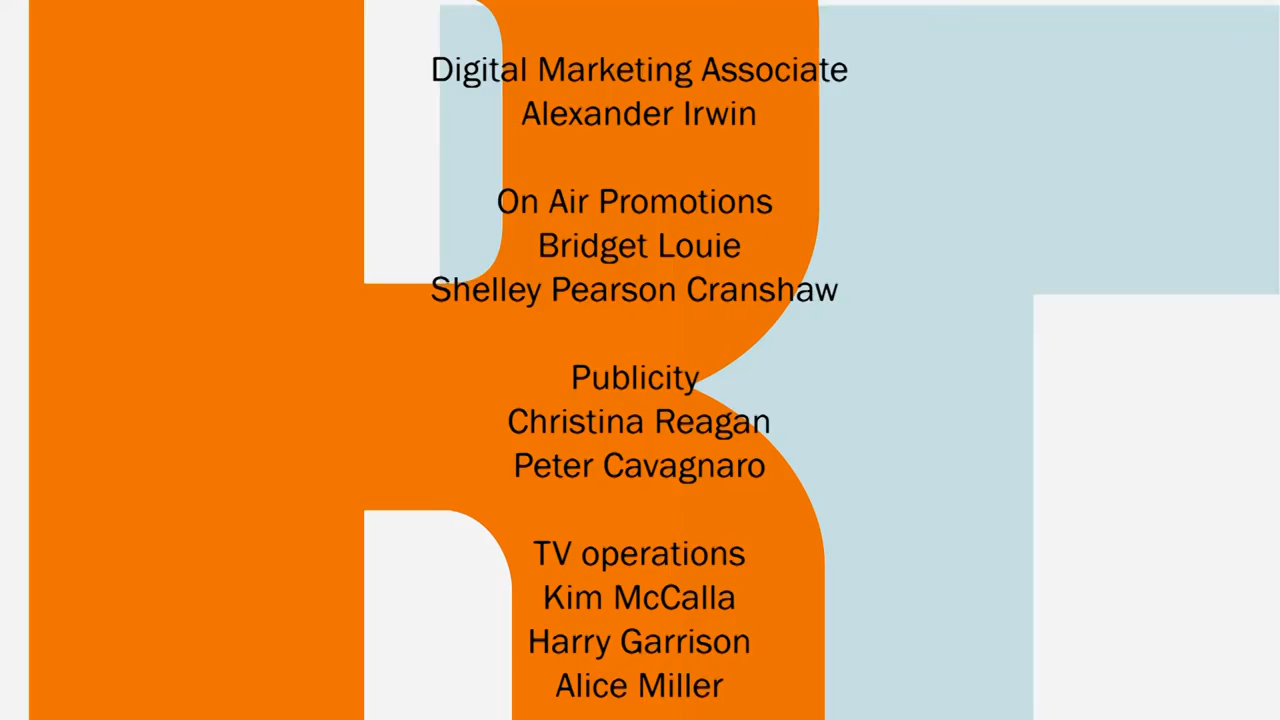 Digital Marketing Associate
Alexander Irwin
On Air Promotions
Bridget Louie
Shelley Pearson Cranshaw
Publicity
Christina Reagan
Peter Cavagnaro
TV operations
Kim McCalla
Harry Garrison
Alice Miller